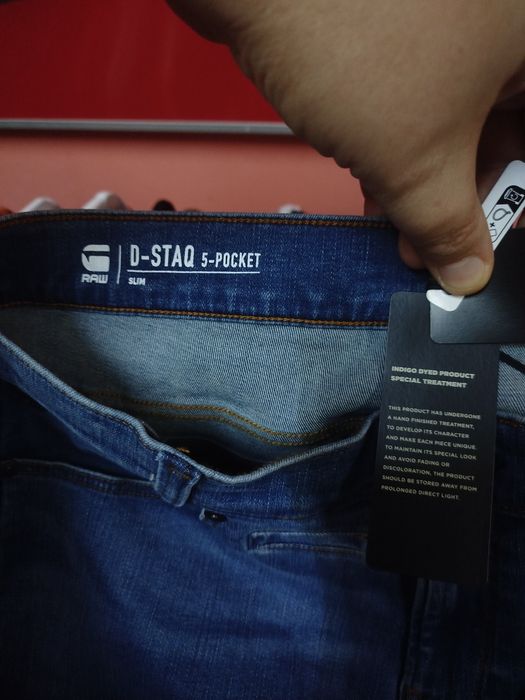 RAW
D-STAQ 5-POCKET
SLIM
INDIGO DYED PRODUCT
SPECIAL TREATMENT
THIS PRODUCT HAS UNDERGONE
A HAND FINISHED TREATMENT,
TO DEVELOP ITS CHARACTER
AND MAKE EACH PIECE UNIQUE.
TO MAINTAIN ITS SPECIAL LOOK
AND AVOID FADING OR
DISCOLORATION, THE PRODUCT
SHOULD BE STORED AWAY FROM
PROLONGED DIRECT LIGHT.